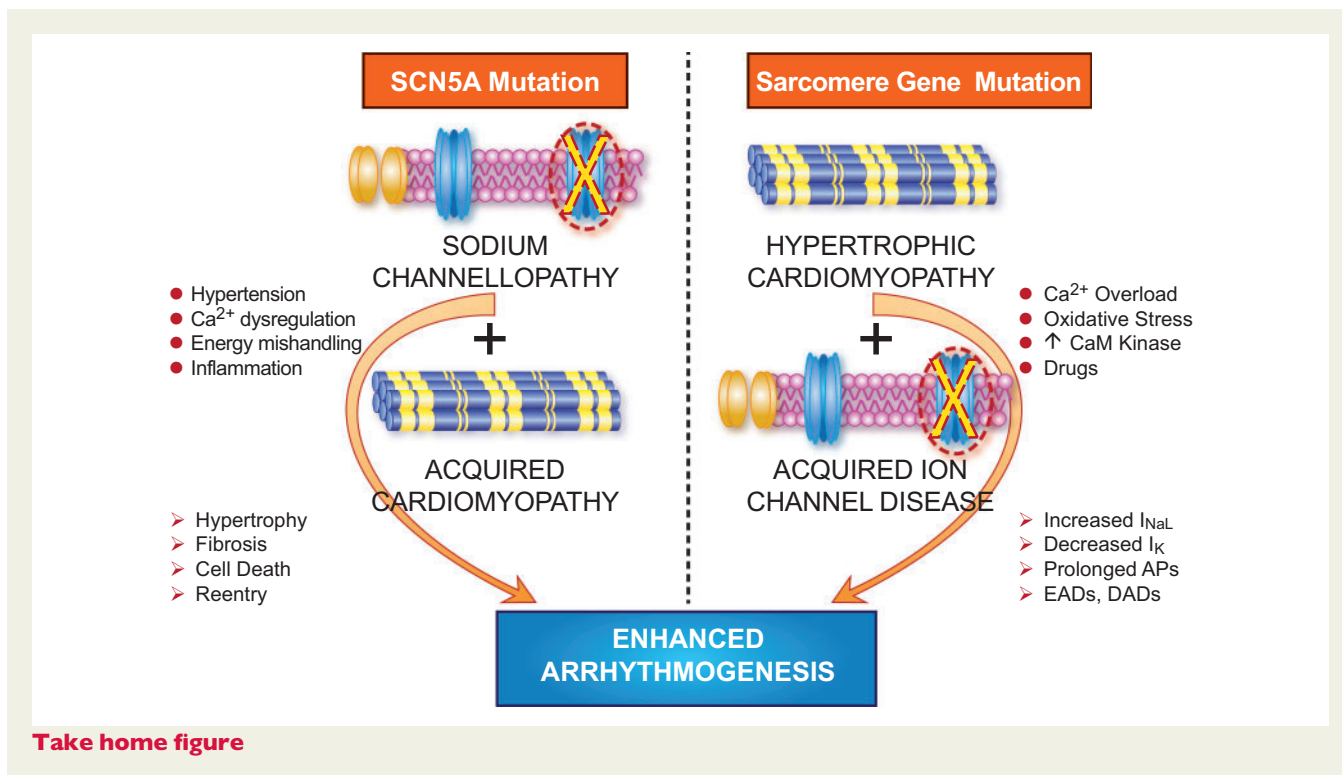 SCN5A Mutation
SODIUM
CHANNELLOPATHY
● Hypertension
● Ca²⁺ dysregulation
● Energy mishandling
● Inflammation
+
ACQUIRED
CARDIOMYOPATHY
➢ Hypertrophy
➢ Fibrosis
➢ Cell Death
➢ Reentry
Sarcomere Gene Mutation
HYPERTROPHIC
CARDIOMYOPATHY
● Ca²⁺ Overload
● Oxidative Stress
● ↑ CaM Kinase
● Drugs
+
ACQUIRED ION
CHANNEL DISEASE
➢ Increased I_NaL
➢ Decreased I_K
➢ Prolonged APs
➢ EADs, DADs
ENHANCED
ARRHYTHMOGENESIS
Take home figure